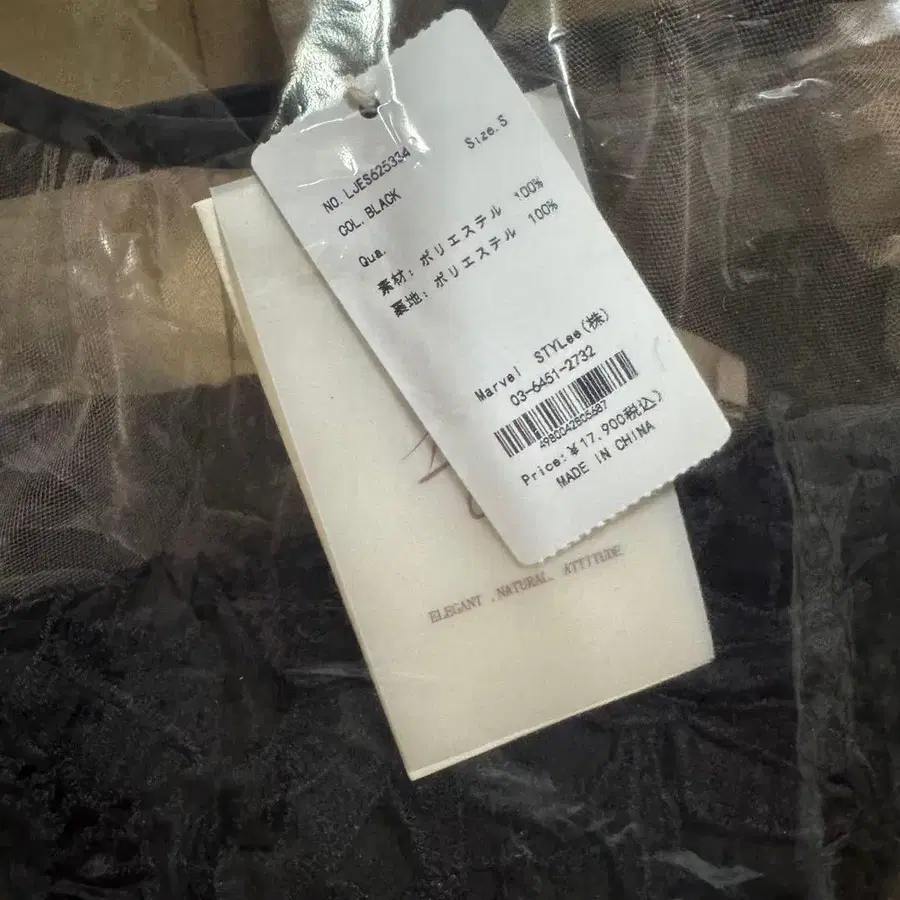 NO. LJES625334 Size. S
COL. BLACK
Qua.
素材: ポリエステル 100%
裏地: ポリエステル 100%
Marvel STYLee(株)
03-6451-2732
4980042605687
Price:¥17,900(税込)
MADE IN CHINA
ELEGANT .NATURAL. ATTITUDE